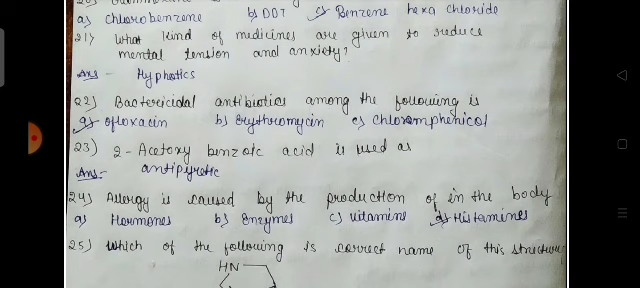 a) chlorobenzene b) DDT c) Benzene hexa chloride
21) What kind of medicines are given to reduce
mental tension and anxiety?
Ans - Hyphotics
22) Bactericidal antibiotics among the following is
a) ofloxacin b) Erythromycin c) Chloromphenicol
23) 2-Acetoxy benzoic acid is used as
Ans:- antipyretic
24) Allergy is caused by the production of in the body
a) Hormones b) Enzymes c) vitamins d) Histamines
25) Which of the following is correct name of this structure
HN